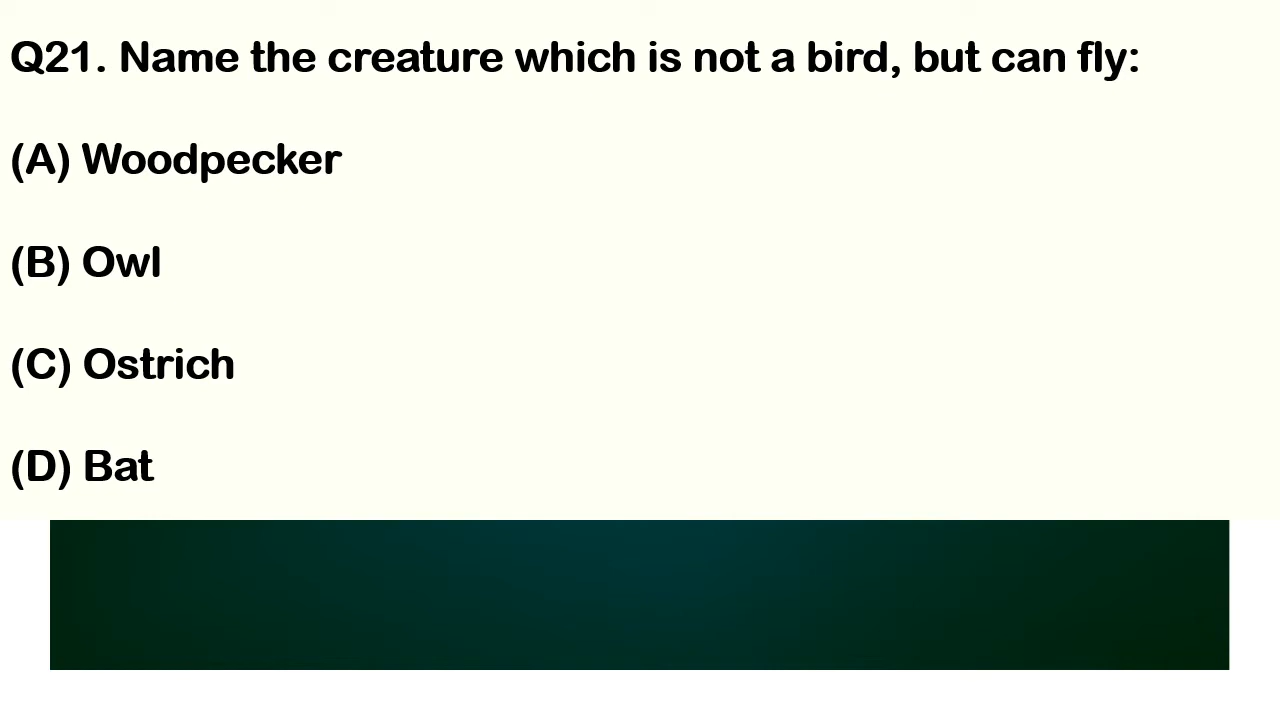 Q21. Name the creature which is not a bird, but can fly:
(A) Woodpecker
(B) Owl
(C) Ostrich
(D) Bat